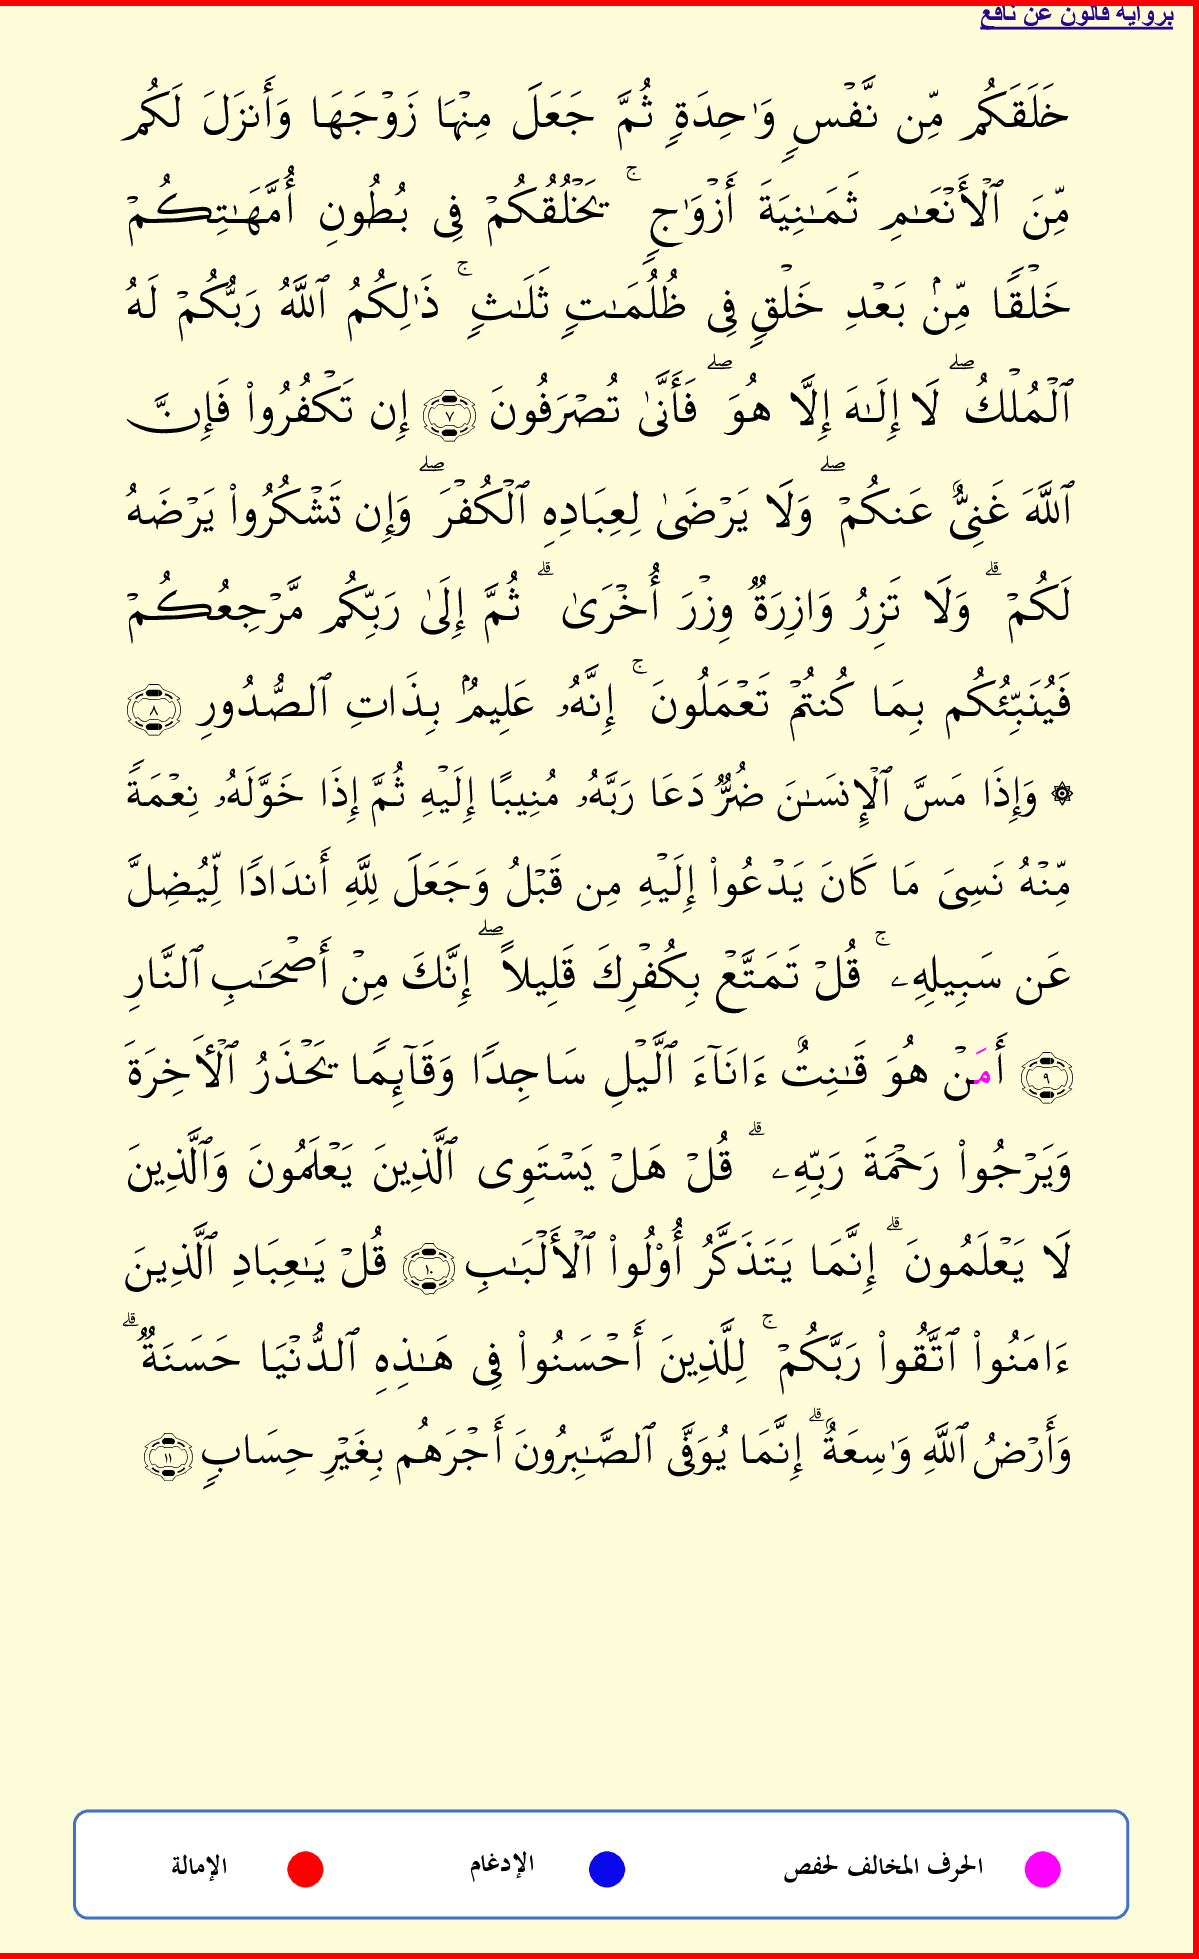 برواية قالون عن نافع
خَلَقَكُم مِّن نَّفْسٖ وَٰحِدَةٖ ثُمَّ جَعَلَ مِنْهَا زَوْجَهَا وَأَنزَلَ لَكُم
مِّنَ ٱلْأَنْعَٰمِ ثَمَٰنِيَةَ أَزْوَٰجٖۚ يَخْلُقُكُمْ فِى بُطُونِ أُمَّهَٰتِكُمْ
خَلْقٗا مِّنۢ بَعْدِ خَلْقٖ فِى ظُلُمَٰتٖ ثَلَٰثٖۚ ذَٰلِكُمُ ٱللَّهُ رَبُّكُمْ لَهُ
ٱلْمُلْكُۖ لَا إِلَٰهَ إِلَّا هُوَۖ فَأَنَّىٰ تُصْرَفُونَ ٧ إِن تَكْفُرُواْ فَإِنَّ
ٱللَّهَ غَنِىٌّ عَنكُمْۖ وَلَا يَرْضَىٰ لِعِبَادِهِ ٱلْكُفْرَۖ وَإِن تَشْكُرُواْ يَرْضَهُ
لَكُمْۗ وَلَا تَزِرُ وَازِرَةٞ وِزْرَ أُخْرَىٰۗ ثُمَّ إِلَىٰ رَبِّكُم مَّرْجِعُكُمْ
فَيُنَبِّئُكُم بِمَا كُنتُمْ تَعْمَلُونَۚ إِنَّهُۥ عَلِيمُۢ بِذَاتِ ٱلصُّدُورِ ٨
۞ وَإِذَا مَسَّ ٱلْإِنسَٰنَ ضُرّٞ دَعَا رَبَّهُۥ مُنِيبًا إِلَيْهِ ثُمَّ إِذَا خَوَّلَهُۥ نِعْمَةٗ
مِّنْهُ نَسِىَ مَا كَانَ يَدْعُواْ إِلَيْهِ مِن قَبْلُ وَجَعَلَ لِلَّهِ أَندَادٗا لِّيُضِلَّ
عَن سَبِيلِهِۦۚ قُلْ تَمَتَّعْ بِكُفْرِكَ قَلِيلاًۖ إِنَّكَ مِنْ أَصْحَٰبِ ٱلنَّارِ
٩ أَمَنْ هُوَ قَٰنِتٌ ءَانَآءَ ٱلَّيْلِ سَاجِدٗا وَقَآئِمٗا يَحْذَرُ ٱلْأَخِرَةَ
وَيَرْجُواْ رَحْمَةَ رَبِّهِۦۗ قُلْ هَلْ يَسْتَوِى ٱلَّذِينَ يَعْلَمُونَ وَٱلَّذِينَ
لَا يَعْلَمُونَۗ إِنَّمَا يَتَذَكَّرُ أُوْلُواْ ٱلْأَلْبَٰبِ ١٠ قُلْ يَٰعِبَادِ ٱلَّذِينَ
ءَامَنُواْ ٱتَّقُواْ رَبَّكُمْۚ لِلَّذِينَ أَحْسَنُواْ فِى هَٰذِهِ ٱلدُّنْيَا حَسَنَةٞۗ
وَأَرْضُ ٱللَّهِ وَٰسِعَةٌۗ إِنَّمَا يُوَفَّى ٱلصَّٰبِرُونَ أَجْرَهُم بِغَيْرِ حِسَابٖ ١١
الحرف المخالف لحفص الإدغام الإمالة